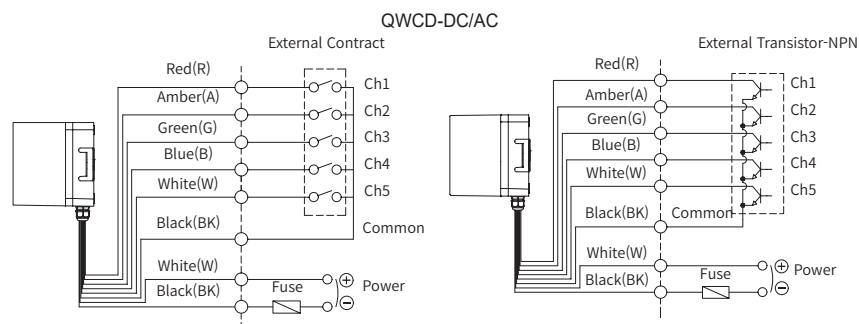 QWCD-DC/AC
External Contract
Red(R)
Ch1
Amber(A)
Ch2
Green(G)
Ch3
Blue(B)
Ch4
White(W)
Ch5
Black(BK)
Common
White(W)
Power
Black(BK)
Fuse
External Transistor-NPN
Red(R)
Ch1
Amber(A)
Ch2
Green(G)
Ch3
Blue(B)
Ch4
White(W)
Ch5
Black(BK)
Common
White(W)
Power
Black(BK)
Fuse